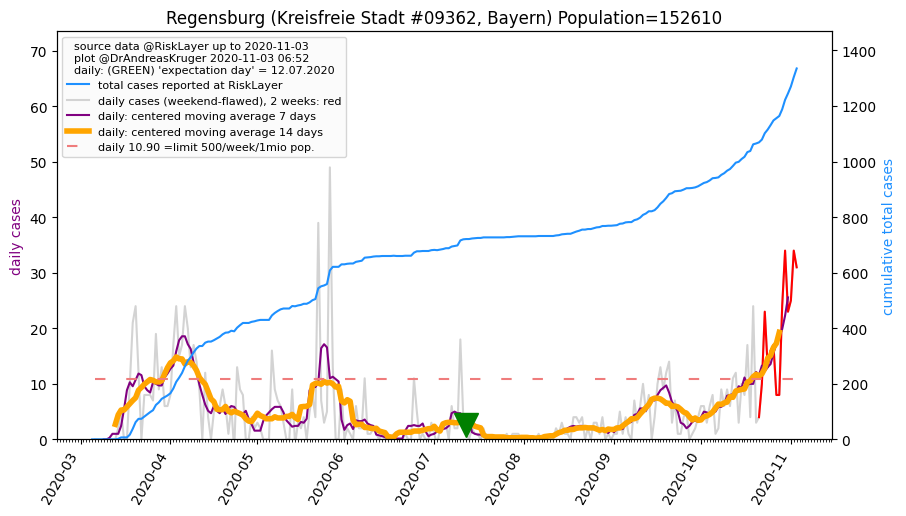 Regensburg (Kreisfreie Stadt #09362, Bayern) Population=152610
source data @RiskLayer up to 2020-11-03
plot @DrAndreasKruger 2020-11-03 06:52
daily: (GREEN) 'expectation day' = 12.07.2020
total cases reported at RiskLayer
daily cases (weekend-flawed), 2 weeks: red
daily: centered moving average 7 days
daily: centered moving average 14 days
daily 10.90 =limit 500/week/1mio pop.
daily cases
70
60
50
40
30
20
10
0
cumulative total cases
1400
1200
1000
800
600
400
200
0
2020-03
2020-04
2020-05
2020-06
2020-07
2020-08
2020-09
2020-10
2020-11